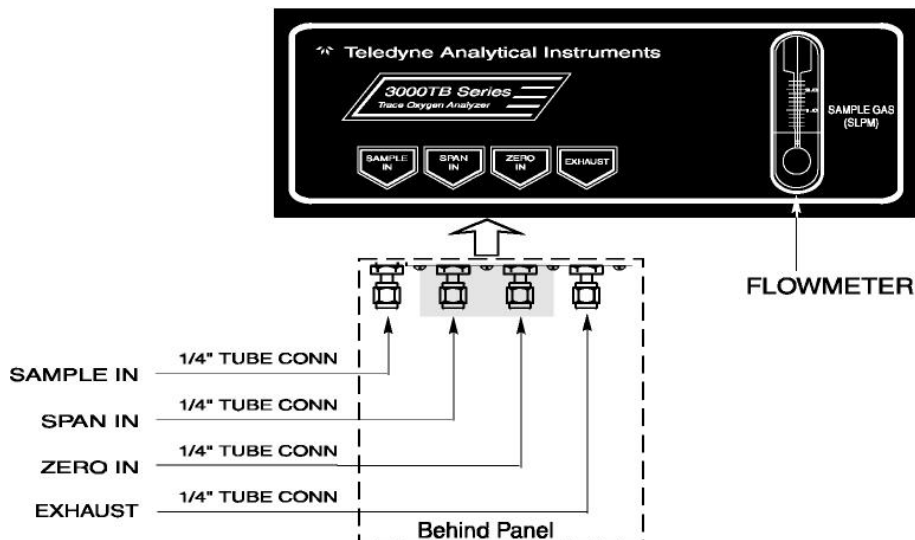 Teledyne Analytical Instruments
3000TB Series
Trace Oxygen Analyzer
SAMPLE IN
SPAN IN
ZERO IN
EXHAUST
SAMPLE GAS
(SLPM)
FLOWMETER
SAMPLE IN 1/4" TUBE CONN
SPAN IN 1/4" TUBE CONN
ZERO IN 1/4" TUBE CONN
EXHAUST 1/4" TUBE CONN
Behind Panel